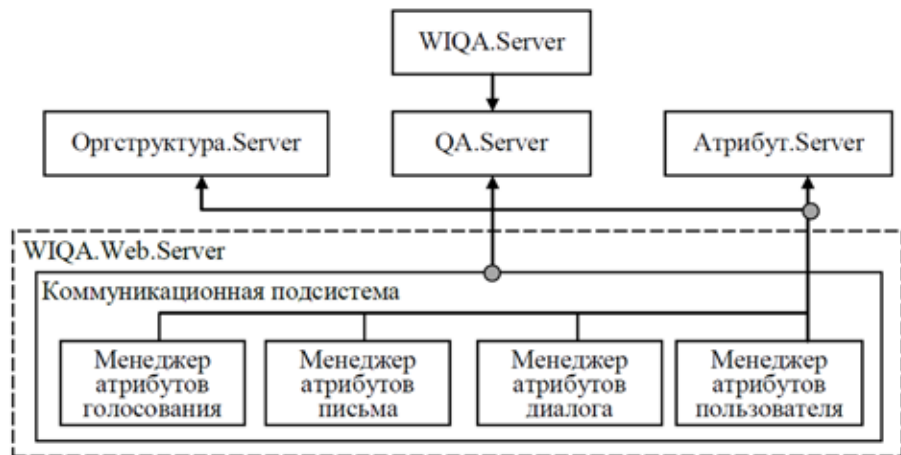 WIQA.Server
Оргструктура.Server
QA.Server
Атрибут.Server
WIQA.Web.Server
Коммуникационная подсистема
Менеджер
атрибутов
голосования
Менеджер
атрибутов
письма
Менеджер
атрибутов
диалога
Менеджер
атрибутов
пользователя